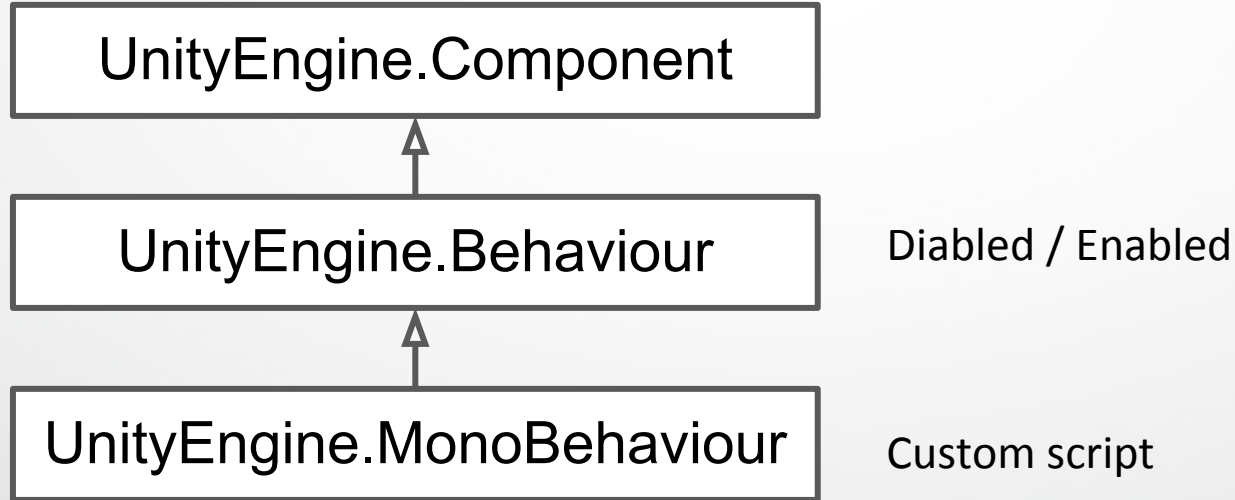 UnityEngine.Component
UnityEngine.Behaviour
Diabled / Enabled
UnityEngine.MonoBehaviour
Custom script